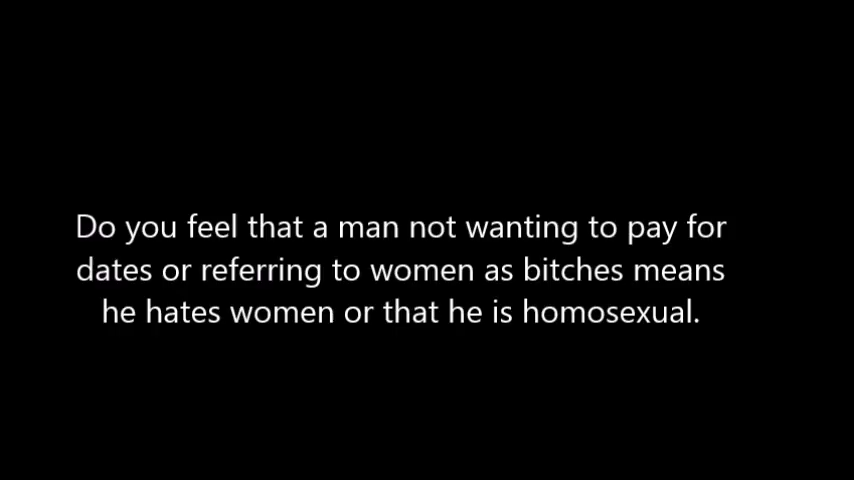 Do you feel that a man not wanting to pay for
dates or referring to women as bitches means
he hates women or that he is homosexual.